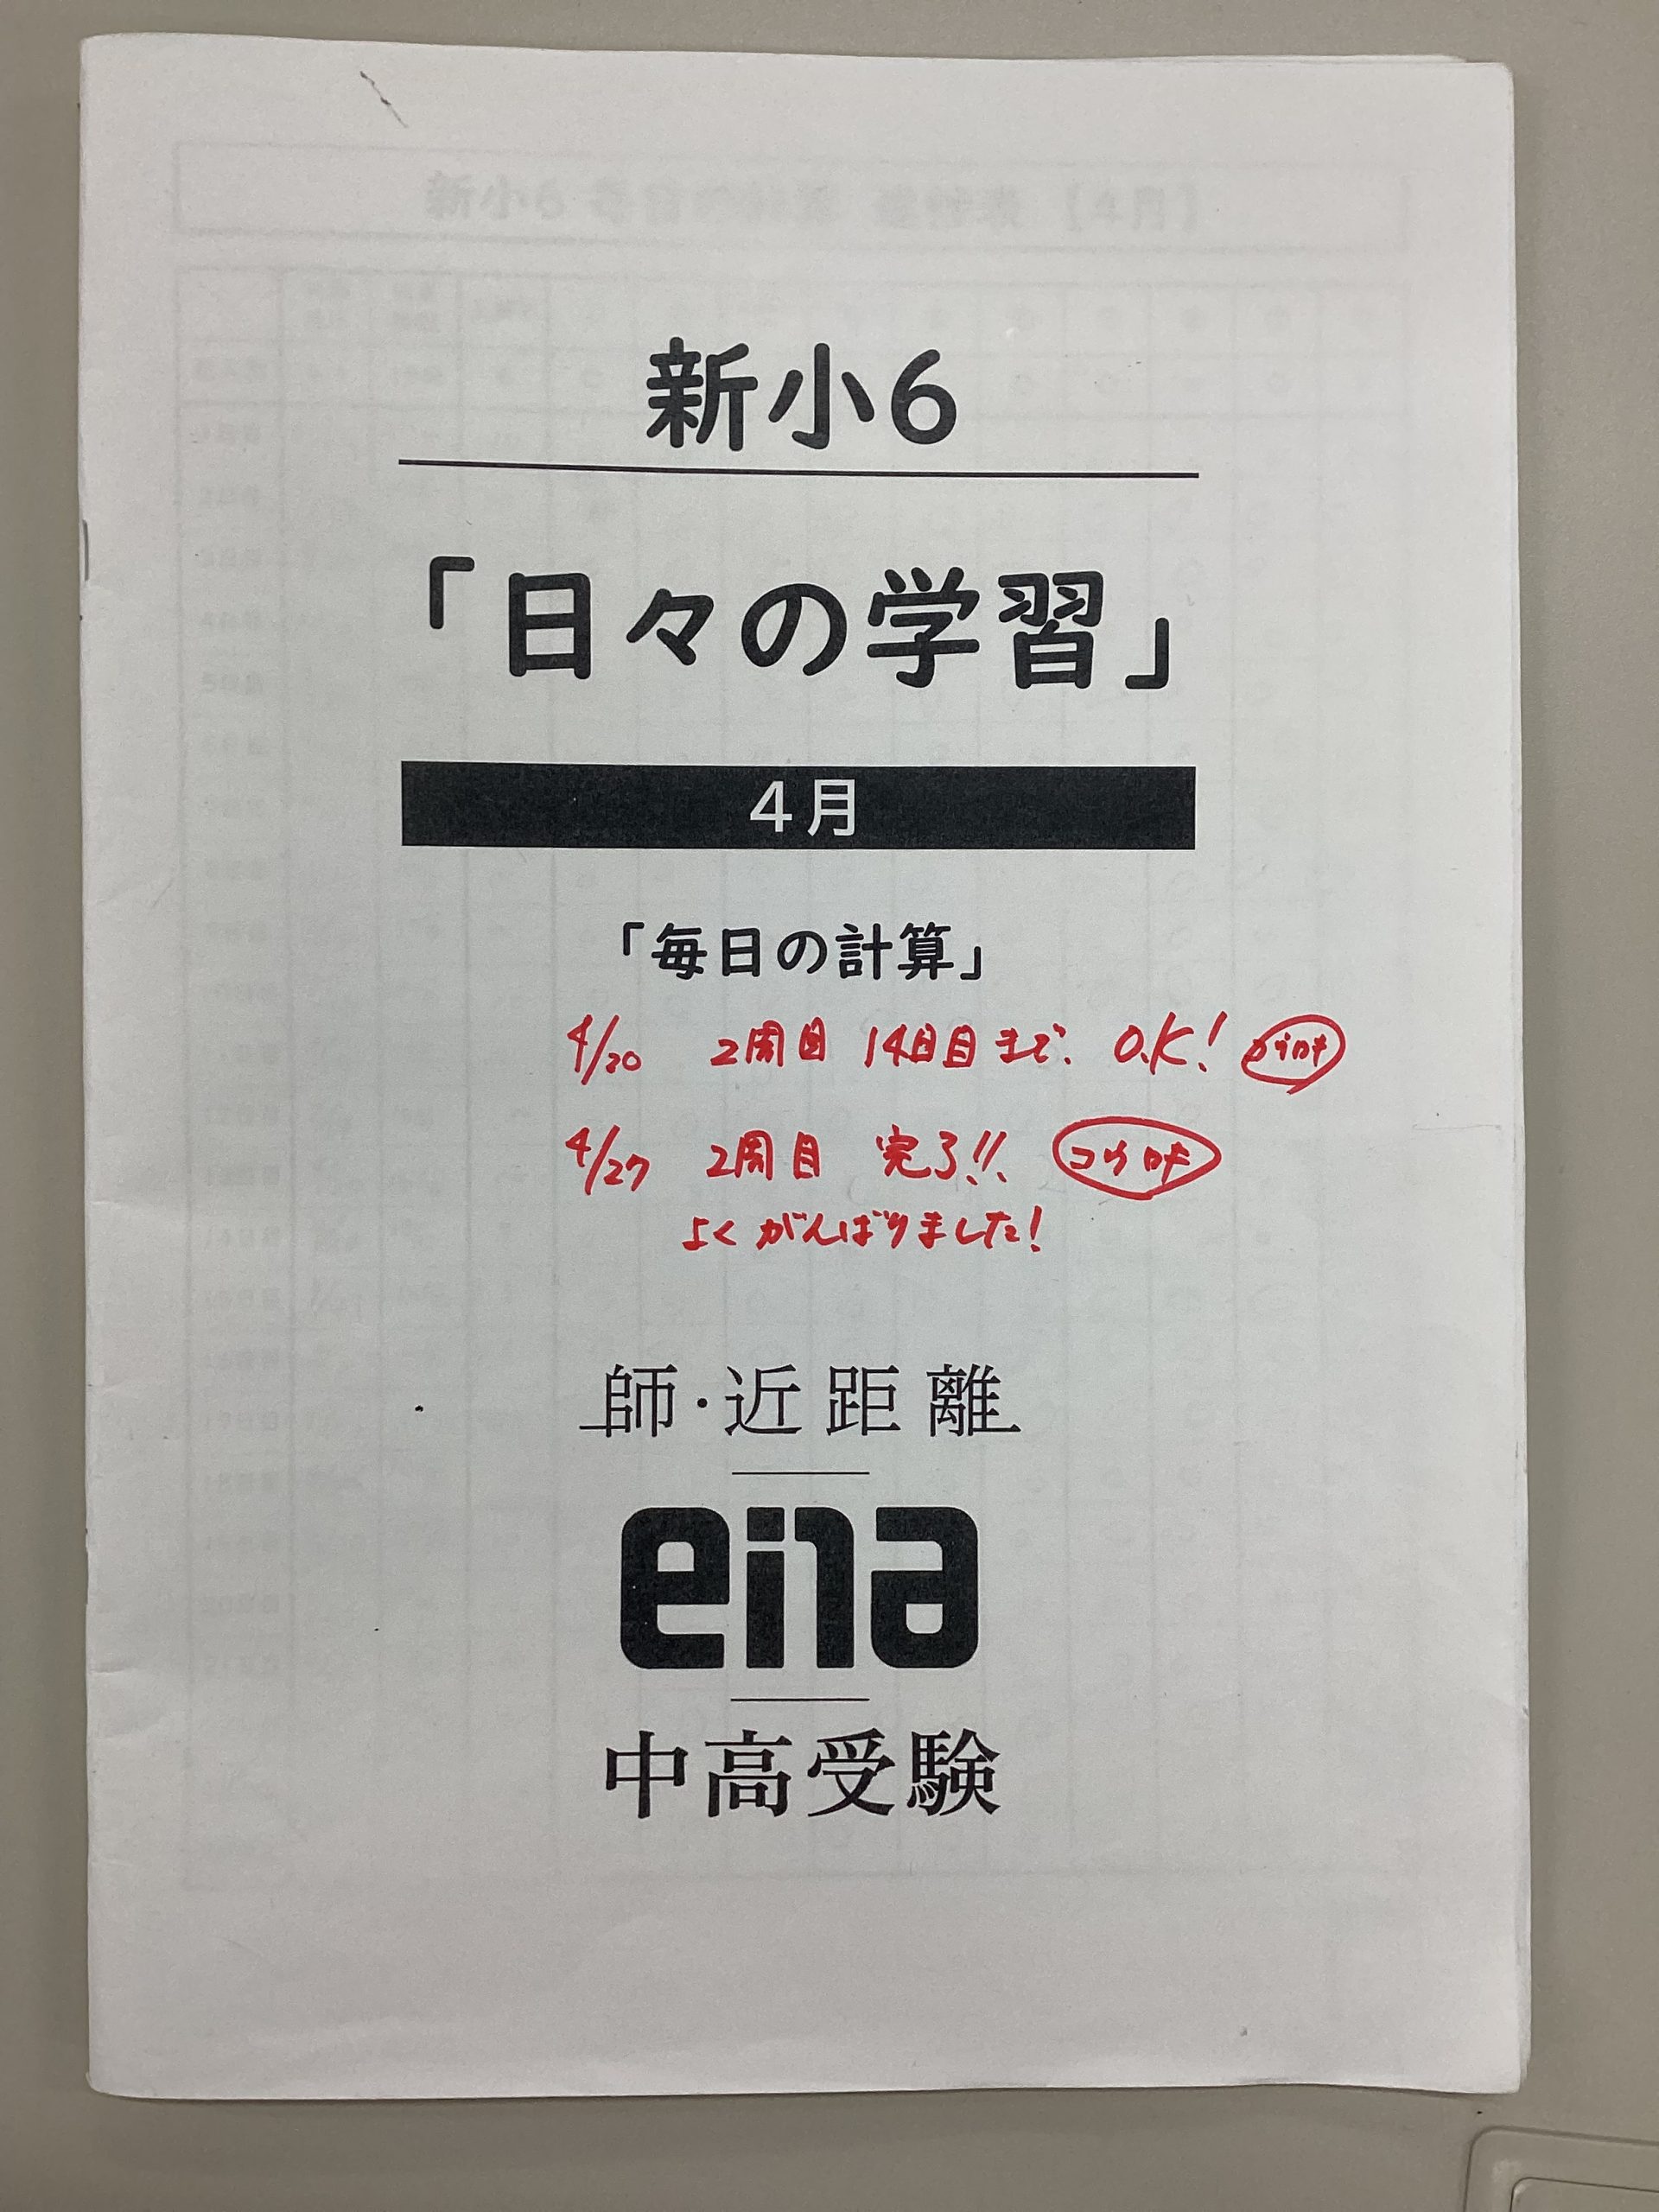 新小6
「日々の学習」
4月
「毎日の計算」
4/20 2周目 14日目まで. O.K!
4/27 2周目 完了!!
よくがんばりました!
師・近距離
ena
中高受験